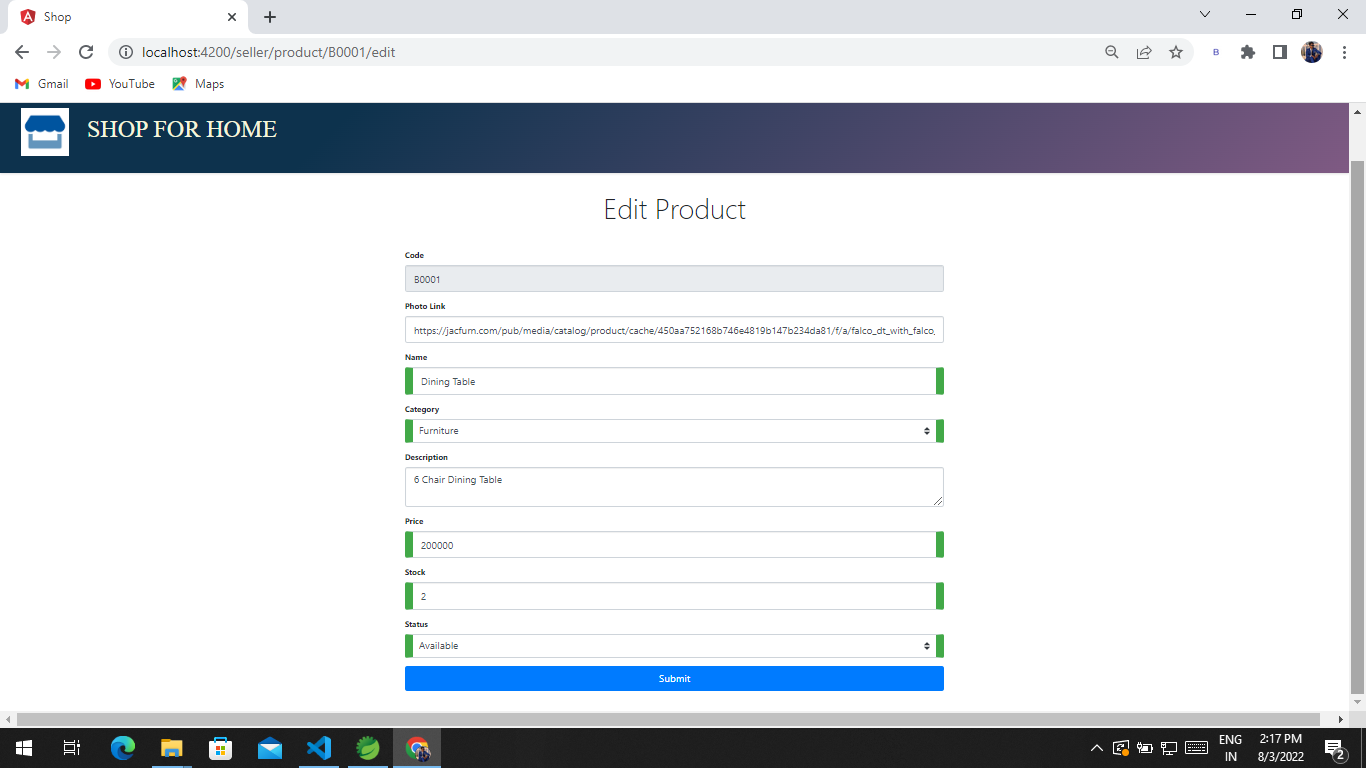 Shop
localhost:4200/seller/product/B0001/edit
B
Gmail
YouTube
Maps
SHOP FOR HOME
Edit Product
Code
B0001
Photo Link
https://jacfurn.com/pub/media/catalog/product/cache/450aa752168b746e4819b147b234da81/f/a/falco_dt_with_falco_
Name
Dining Table
Category
Furniture
Description
6 Chair Dining Table
Price
200000
Stock
2
Status
Available
Submit
ENG 2:17 PM
IN 8/3/2022
2